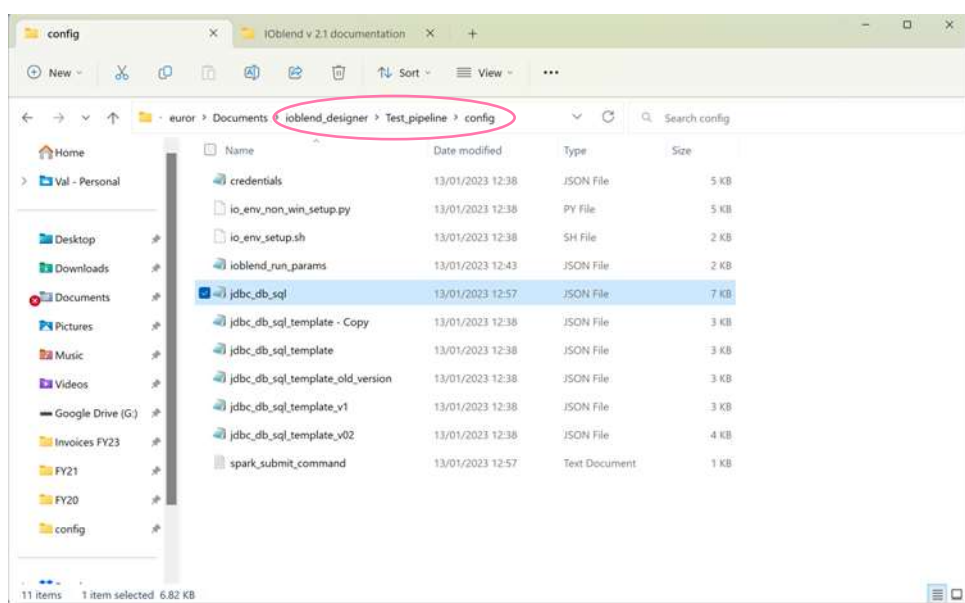 config
IOblend v 2.1 documentation
New
Sort
View
euror > Documents > ioblend_designer > Test_pipeline > config
Search config
Home
Val - Personal
Desktop
Downloads
Documents
Pictures
Music
Videos
Google Drive (G:)
Invoices FY23
FY21
FY20
config
Name Date modified Type Size
credentials 13/01/2023 12:38 JSON File 5 KB
io_env_non_win_setup.py 13/01/2023 12:38 PY File 5 KB
io_env_setup.sh 13/01/2023 12:38 SH File 2 KB
ioblend_run_params 13/01/2023 12:43 JSON File 2 KB
jdbc_db_sql 13/01/2023 12:57 JSON File 7 KB
jdbc_db_sql_template - Copy 13/01/2023 12:38 JSON File 3 KB
jdbc_db_sql_template 13/01/2023 12:38 JSON File 3 KB
jdbc_db_sql_template_old_version 13/01/2023 12:38 JSON File 3 KB
jdbc_db_sql_template_v1 13/01/2023 12:38 JSON File 3 KB
jdbc_db_sql_template_v02 13/01/2023 12:38 JSON File 4 KB
spark_submit_command 13/01/2023 12:57 Text Document 1 KB
11 items 1 item selected 6.82 KB